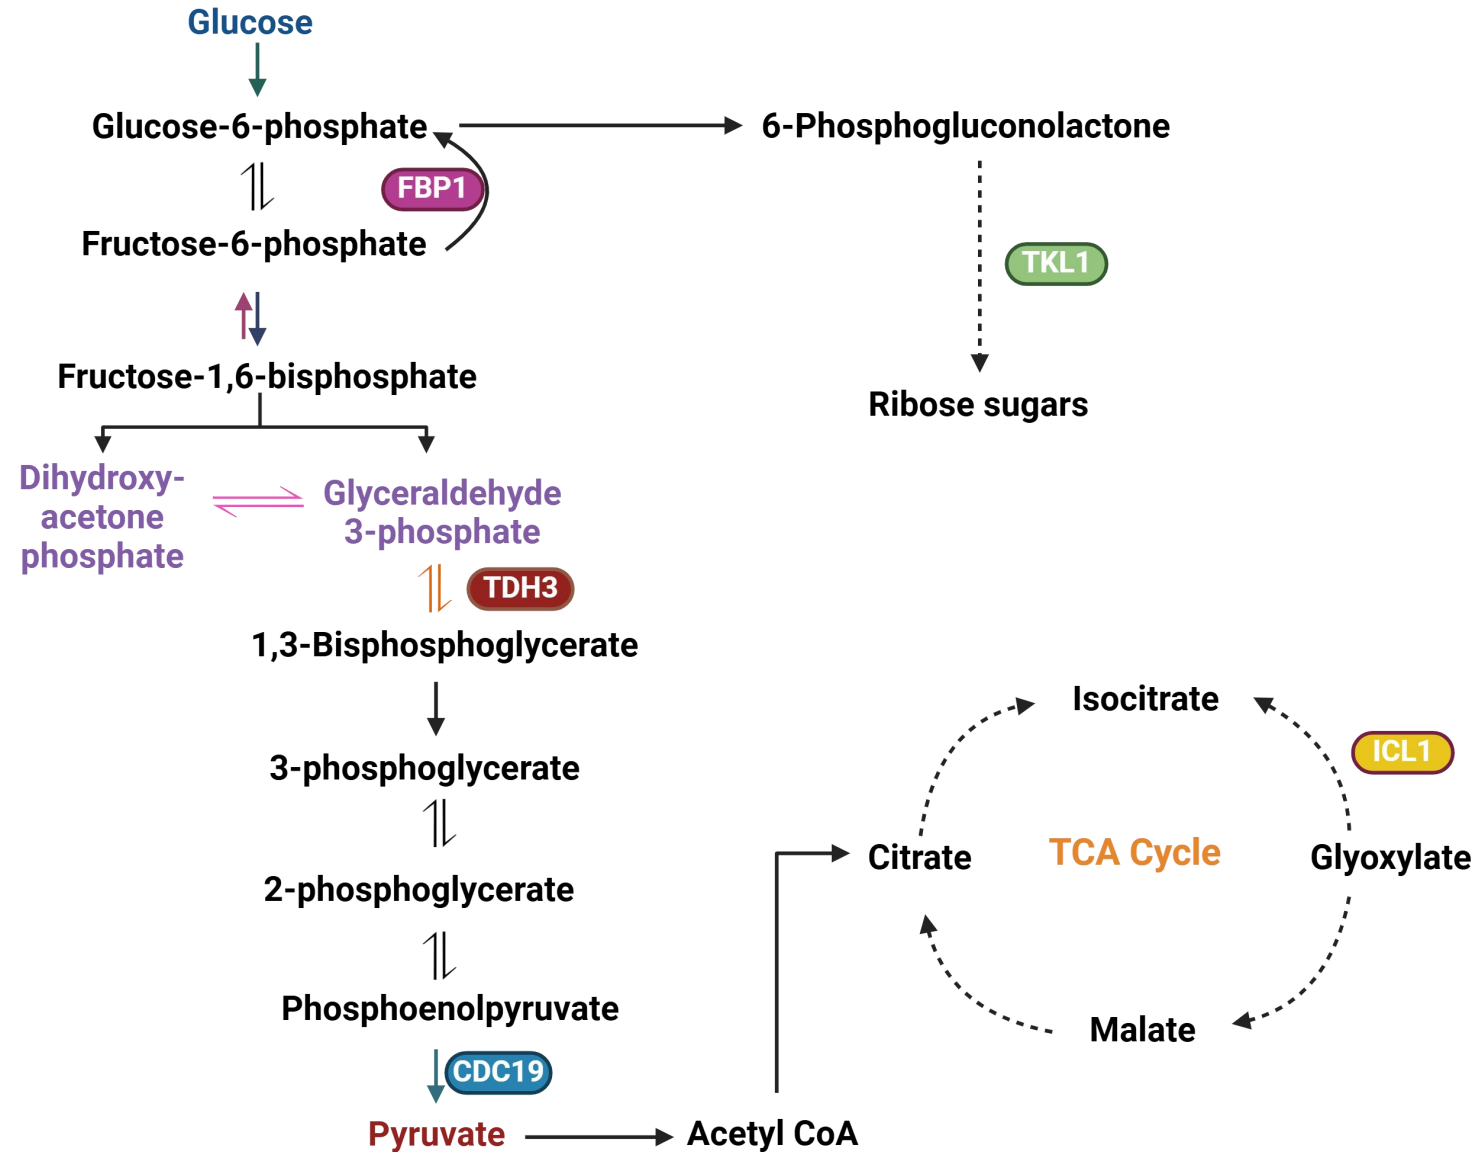 Glucose
Glucose-6-phosphate
6-Phosphogluconolactone
FBP1
Fructose-6-phosphate
TKL1
Fructose-1,6-bisphosphate
Ribose sugars
Dihydroxy-
acetone
phosphate
Glyceraldehyde
3-phosphate
TDH3
1,3-Bisphosphoglycerate
3-phosphoglycerate
2-phosphoglycerate
Phosphoenolpyruvate
CDC19
Pyruvate
Acetyl CoA
Isocitrate
ICL1
Citrate
TCA Cycle
Glyoxylate
Malate